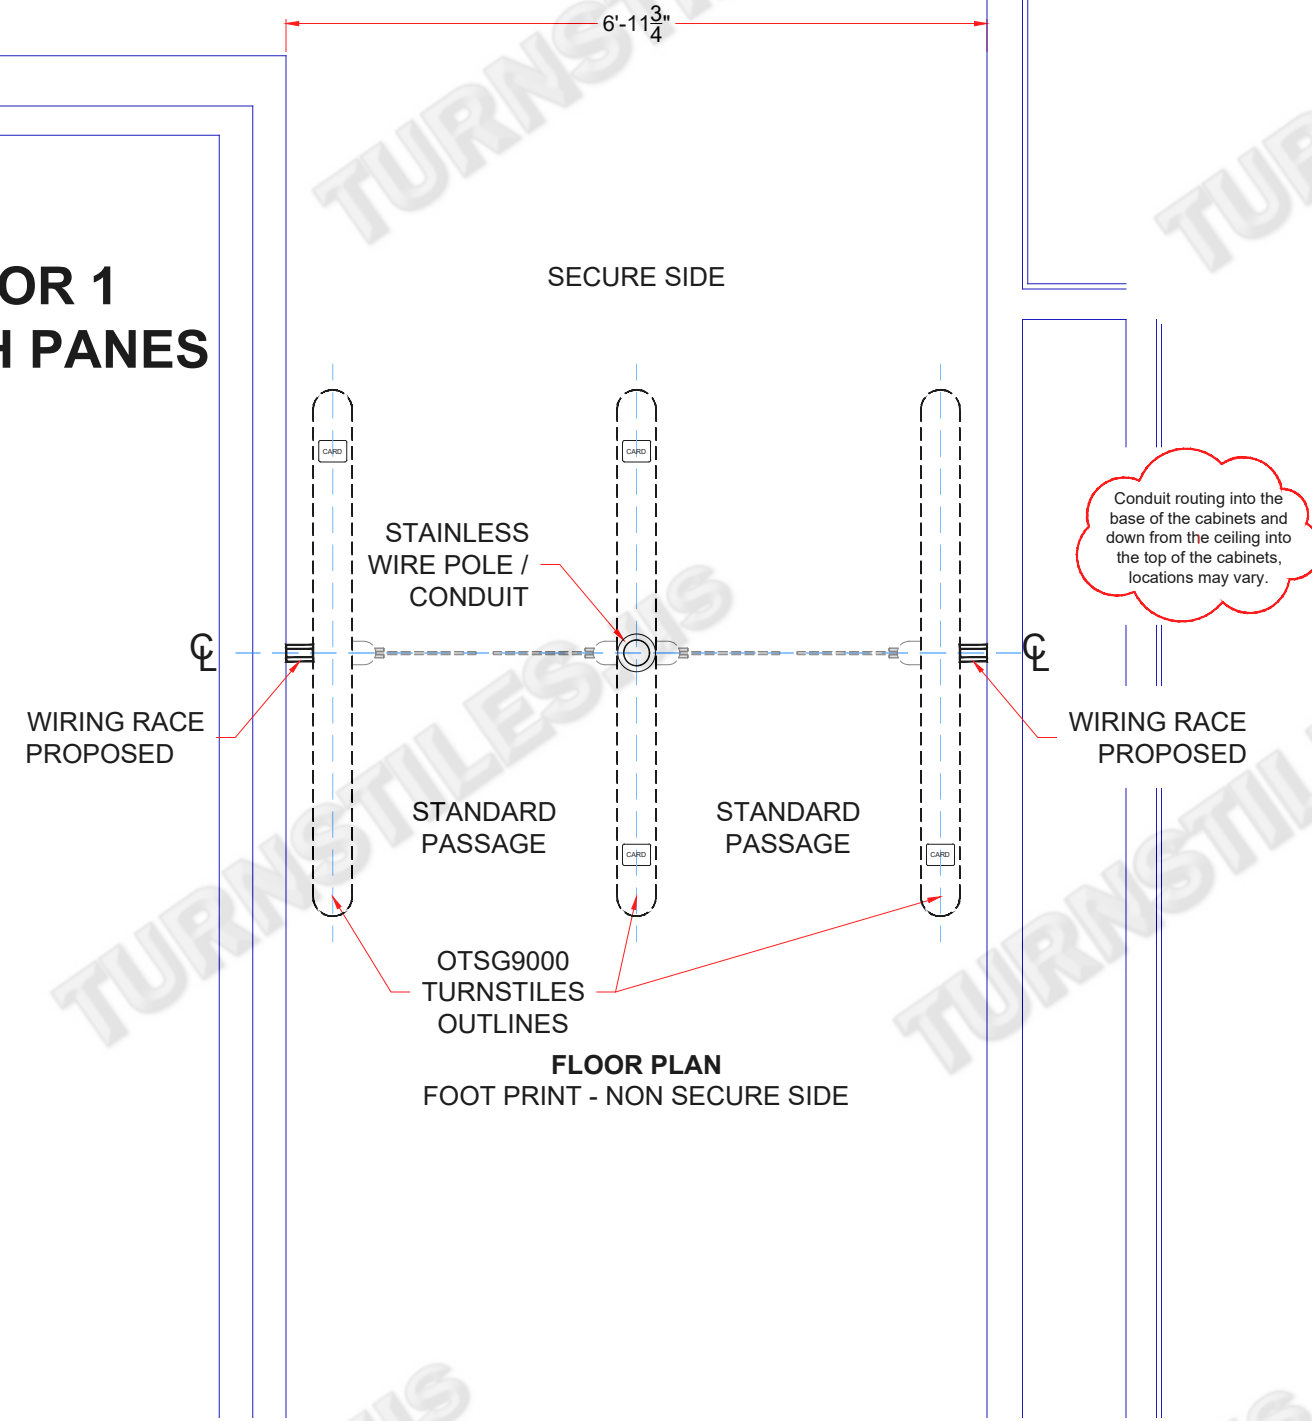 6'-11 3/4"
SECURE SIDE
OR 1
H PANES
CARD
CARD
STAINLESS
WIRE POLE /
CONDUIT
Conduit routing into the
base of the cabinets and
down from the ceiling into
the top of the cabinets,
locations may vary.
℄
℄
WIRING RACE
PROPOSED
WIRING RACE
PROPOSED
STANDARD
PASSAGE
STANDARD
PASSAGE
CARD
CARD
OTSG9000
TURNSTILES
OUTLINES
FLOOR PLAN
FOOT PRINT - NON SECURE SIDE
TURNSTILES.US